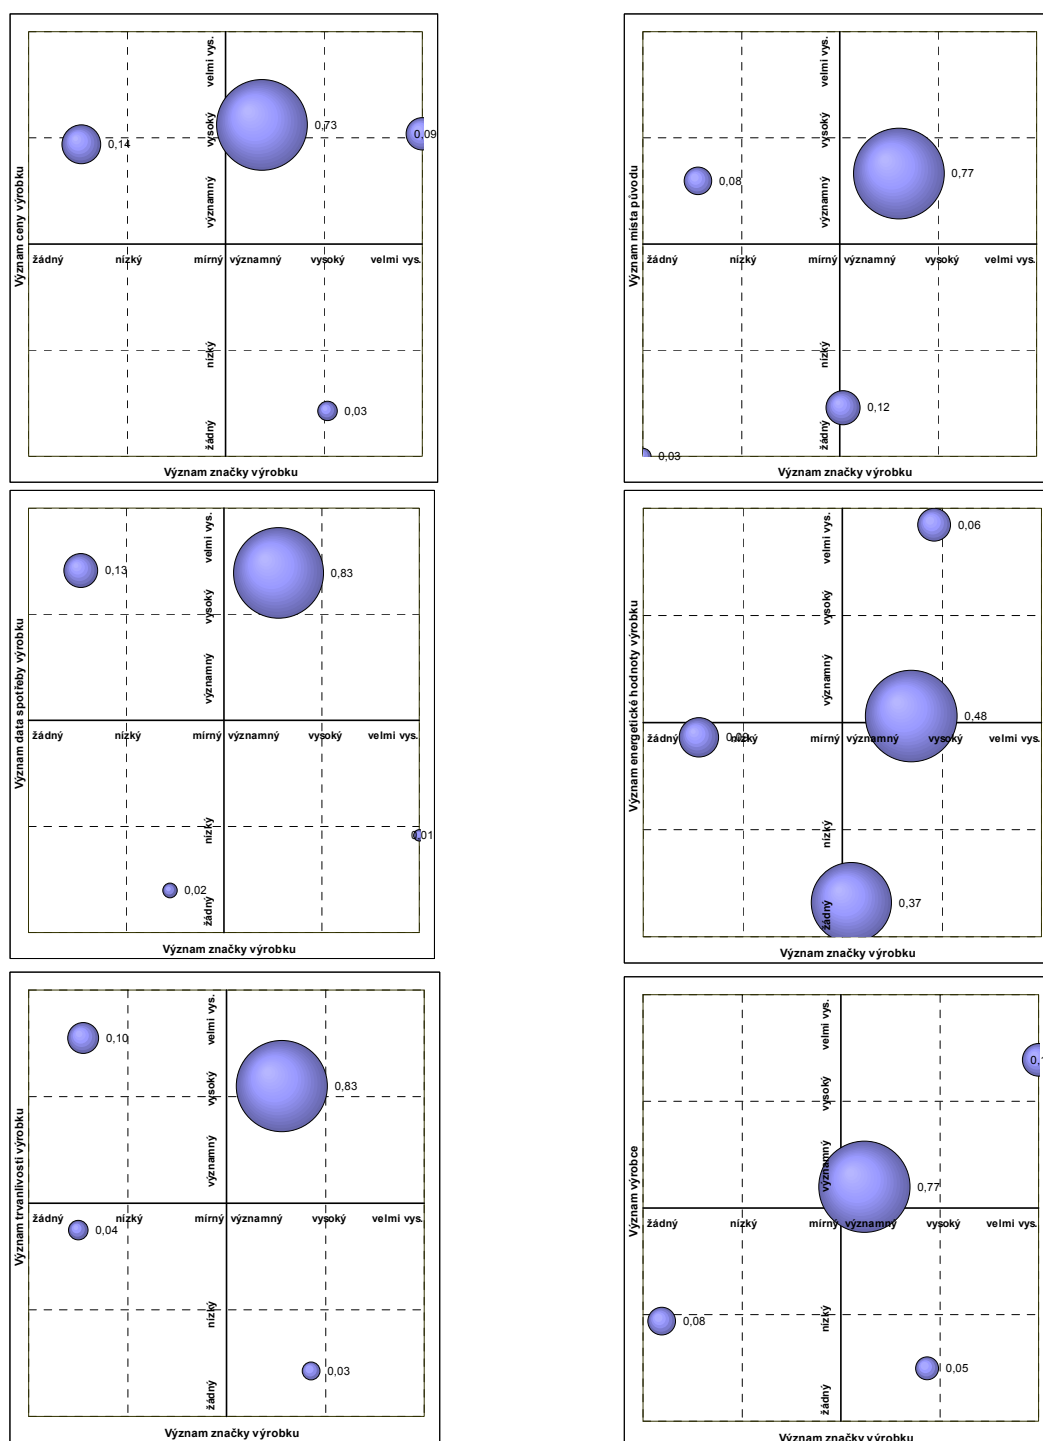 Význam ceny výrobku
velmi vys.
vysoký
významný
0,14
0,73
0,09
žádný nízký mírný významný vysoký velmi vys.
nízký
žádný
0,03
Význam značky výrobku
Význam místa původu
velmi vys.
vysoký
významný
0,08
0,77
žádný nízký mírný významný vysoký velmi vys.
nízký
žádný
0,12
0,03
Význam značky výrobku
Význam data spotřeby výrobku
velmi vys.
vysoký
významný
0,13
0,83
žádný nízký mírný významný vysoký velmi vys.
nízký
žádný
0,01
0,02
Význam značky výrobku
Význam energetické hodnoty výrobku
velmi vys.
vysoký
významný
0,06
0,48
žádný nízký mírný významný vysoký velmi vys.
nízký
žádný
0,37
Význam značky výrobku
Význam trvanlivosti výrobku
velmi vys.
vysoký
významný
0,10
0,83
žádný nízký mírný významný vysoký velmi vys.
0,04
nízký
žádný
0,03
Význam značky výrobku
Význam výrobce
velmi vys.
vysoký
významný
0,77
žádný nízký mírný významný vysoký velmi vys.
nízký
žádný
0,08
0,05
Význam značky výrobku